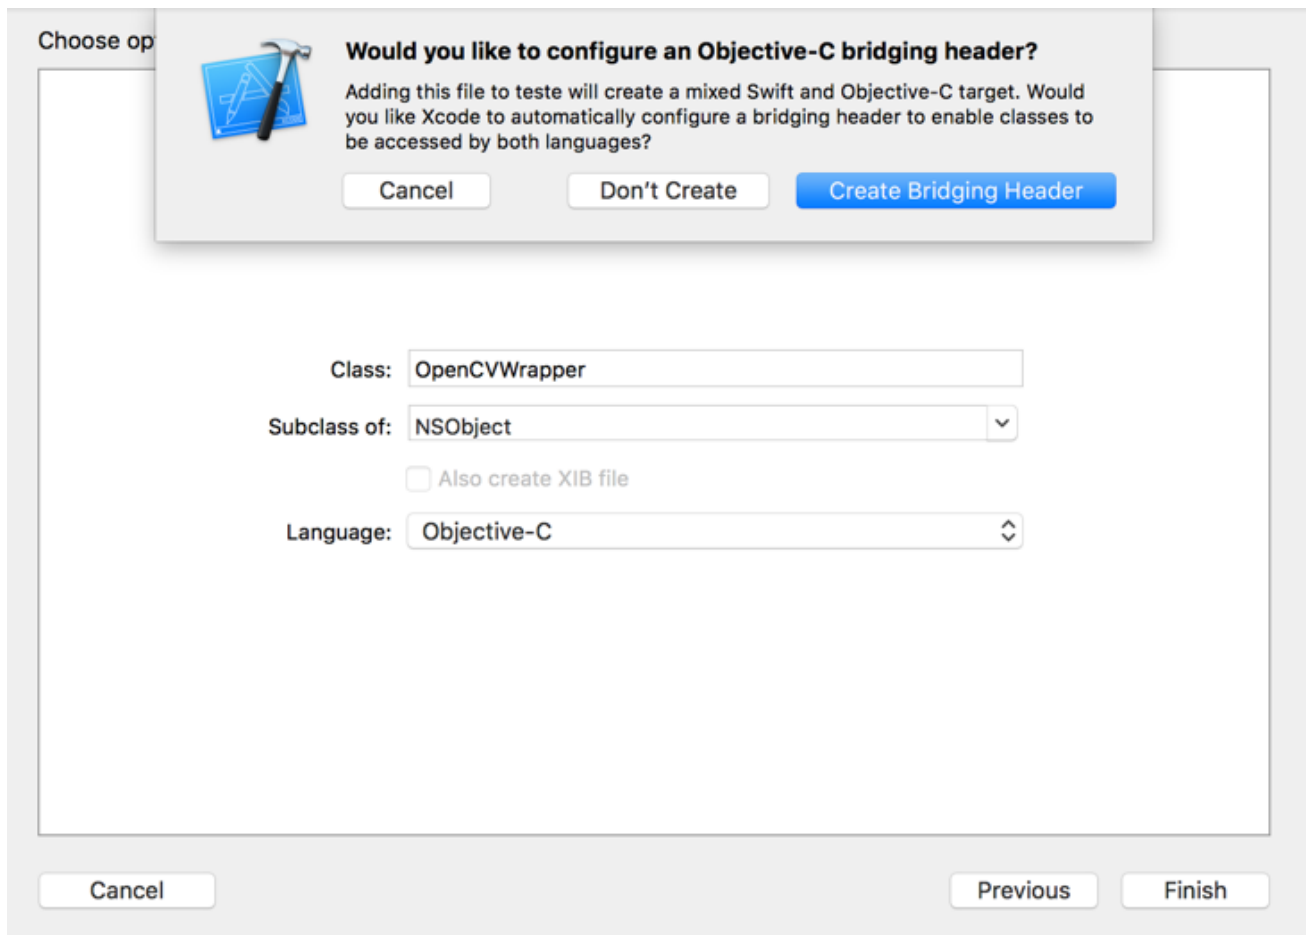 Choose op
Would you like to configure an Objective-C bridging header?
Adding this file to teste will create a mixed Swift and Objective-C target. Would
you like Xcode to automatically configure a bridging header to enable classes to
be accessed by both languages?
Cancel Don't Create Create Bridging Header
Class: OpenCVWrapper
Subclass of: NSObject
Also create XIB file
Language: Objective-C
Cancel Previous Finish